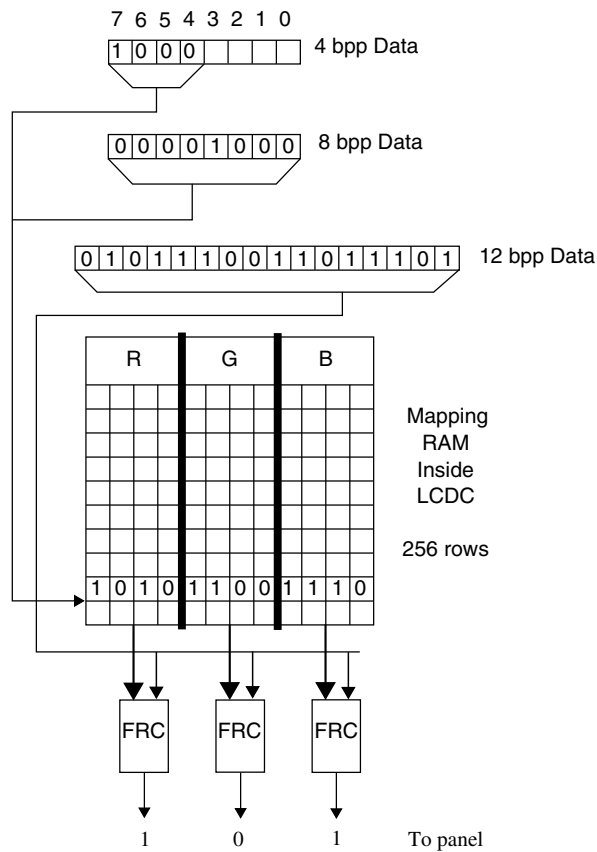 7 6 5 4 3 2 1 0
1 0 0 0 4 bpp Data
0 0 0 0 1 0 0 0 8 bpp Data
0 1 0 1 1 1 0 0 1 1 0 1 1 1 0 1 12 bpp Data
R G B
Mapping
RAM
Inside
LCDC
256 rows
1 0 1 0 1 1 0 0 1 1 1 0
FRC FRC FRC
1 0 1 To panel